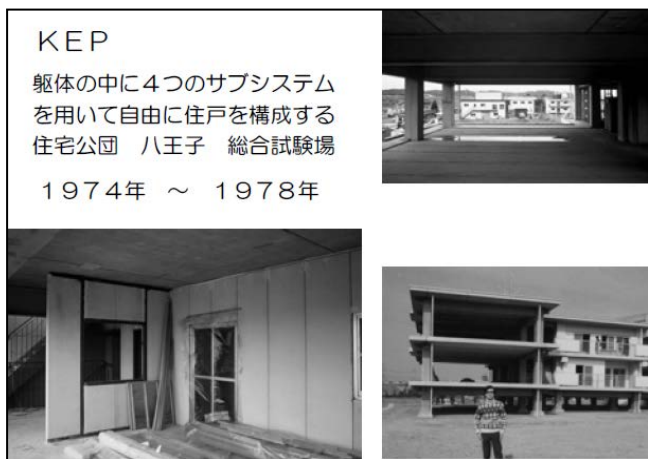 ＫＥＰ
躯体の中に４つのサブシステム
を用いて自由に住戸を構成する
住宅公団　八王子　総合試験場
１９７４年　～　１９７８年